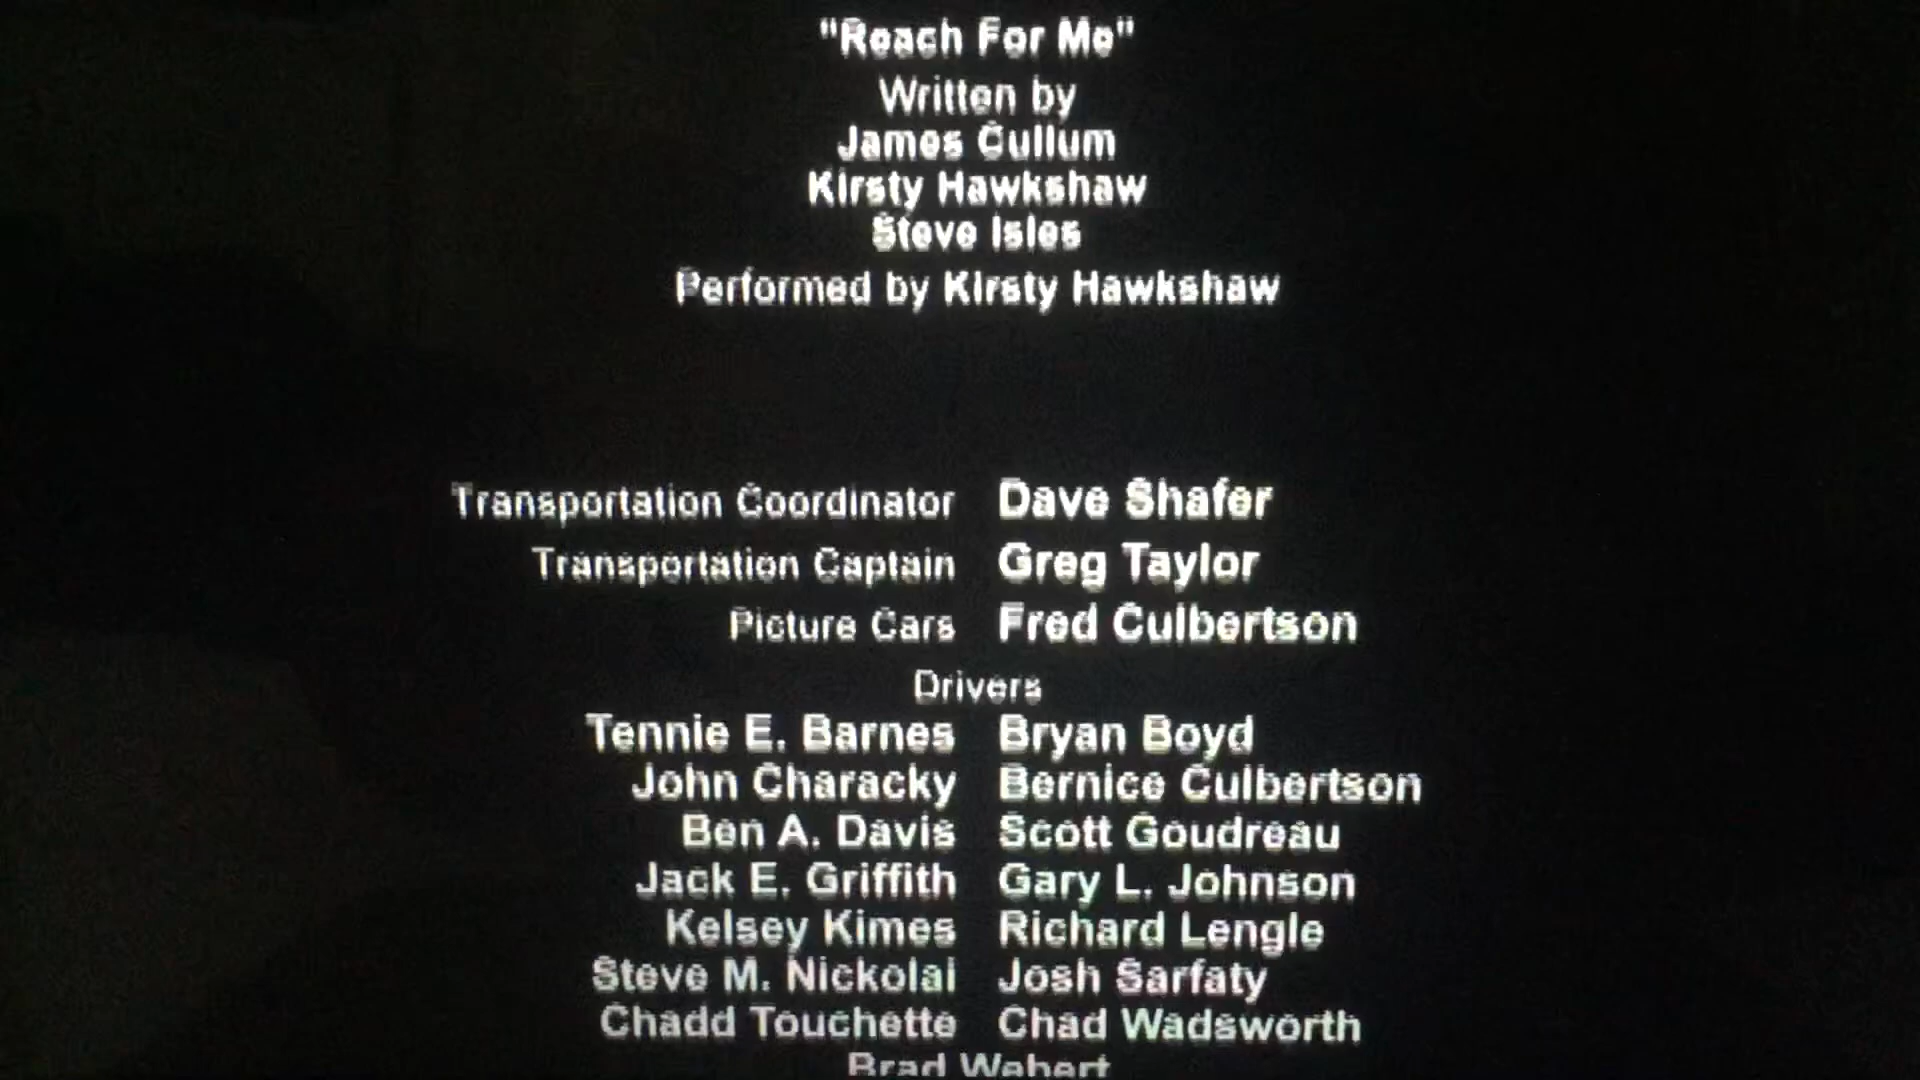 "Reach For Me"
Written by
James Cullum
Kirsty Hawkshaw
Steve Isles
Performed by Kirsty Hawkshaw
Transportation Coordinator Dave Shafer
Transportation Captain Greg Taylor
Picture Cars Fred Culbertson
Drivers
Tennie E. Barnes Bryan Boyd
John Characky Bernice Culbertson
Ben A. Davis Scott Goudreau
Jack E. Griffith Gary L. Johnson
Kelsey Kimes Richard Lengle
Steve M. Nickolai Josh Sarfaty
Chadd Touchette Chad Wadsworth
Brad